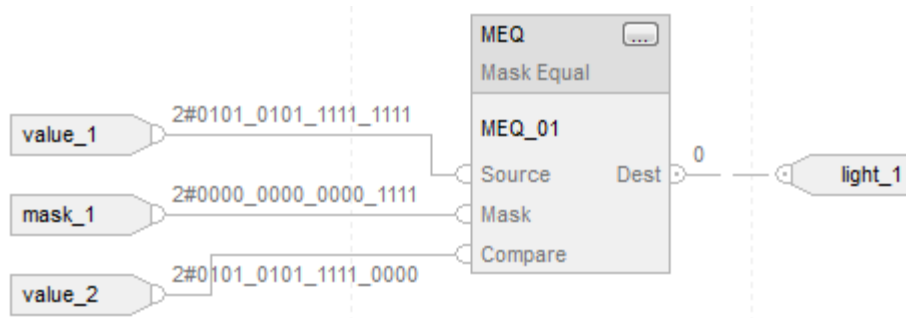 MEQ ...
Mask Equal
2#0101_0101_1111_1111
value_1
MEQ_01
0
Source Dest
light_1
2#0000_0000_0000_1111
mask_1
Mask
Compare
2#0101_0101_1111_0000
value_2